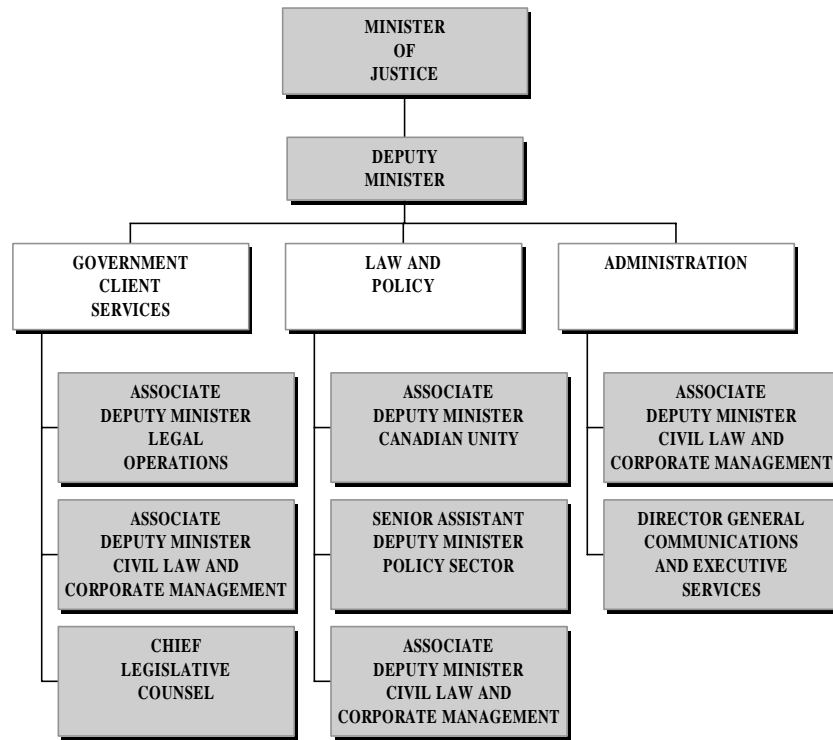 MINISTER
OF
JUSTICE
DEPUTY
MINISTER
GOVERNMENT
CLIENT
SERVICES
LAW AND
POLICY
ADMINISTRATION
ASSOCIATE
DEPUTY MINISTER
LEGAL
OPERATIONS
ASSOCIATE
DEPUTY MINISTER
CIVIL LAW AND
CORPORATE MANAGEMENT
CHIEF
LEGISLATIVE
COUNSEL
ASSOCIATE
DEPUTY MINISTER
CANADIAN UNITY
SENIOR ASSISTANT
DEPUTY MINISTER
POLICY SECTOR
ASSOCIATE
DEPUTY MINISTER
CIVIL LAW AND
CORPORATE MANAGEMENT
ASSOCIATE
DEPUTY MINISTER
CIVIL LAW AND
CORPORATE MANAGEMENT
DIRECTOR GENERAL
COMMUNICATIONS
AND EXECUTIVE
SERVICES